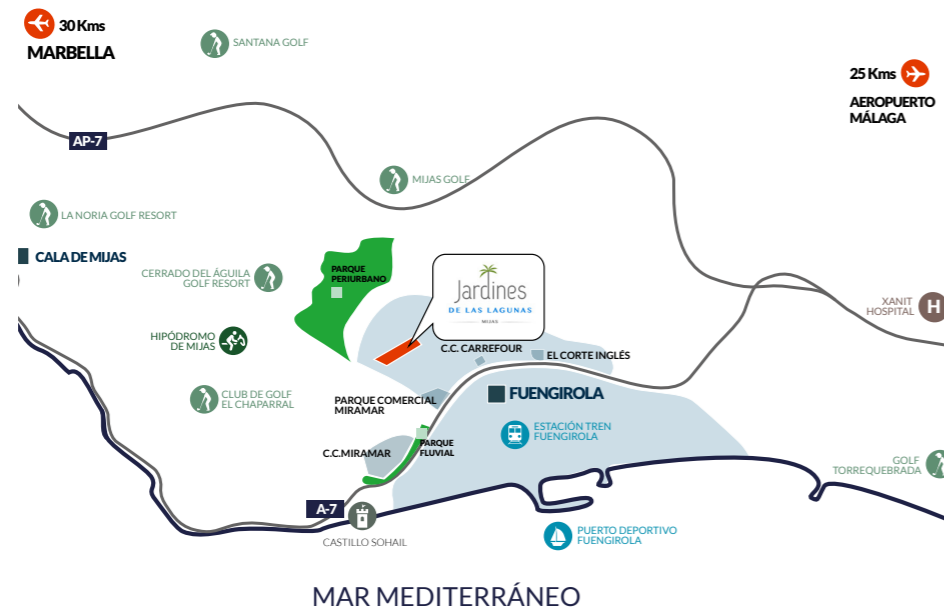 30 Kms
MARBELLA
SANTANA GOLF
25 Kms
AEROPUERTO
MÁLAGA
AP-7
MIJAS GOLF
LA NORIA GOLF RESORT
CALA DE MIJAS
CERRADO DEL ÁGUILA
GOLF RESORT
PARQUE
PERIURBANO
Jardines
DE LAS LAGUNAS
MIJAS
XANIT
HOSPITAL
H
HIPÓDROMO
DE MIJAS
C.C. CARREFOUR
EL CORTE INGLÉS
CLUB DE GOLF
EL CHAPARRAL
PARQUE COMERCIAL
MIRAMAR
FUENGIROLA
ESTACIÓN TREN
FUENGIROLA
C.C.MIRAMAR
PARQUE
FLUVIAL
GOLF
TORREQUEBRADA
A-7
CASTILLO SOHAIL
PUERTO DEPORTIVO
FUENGIROLA
MAR MEDITERRÁNEO